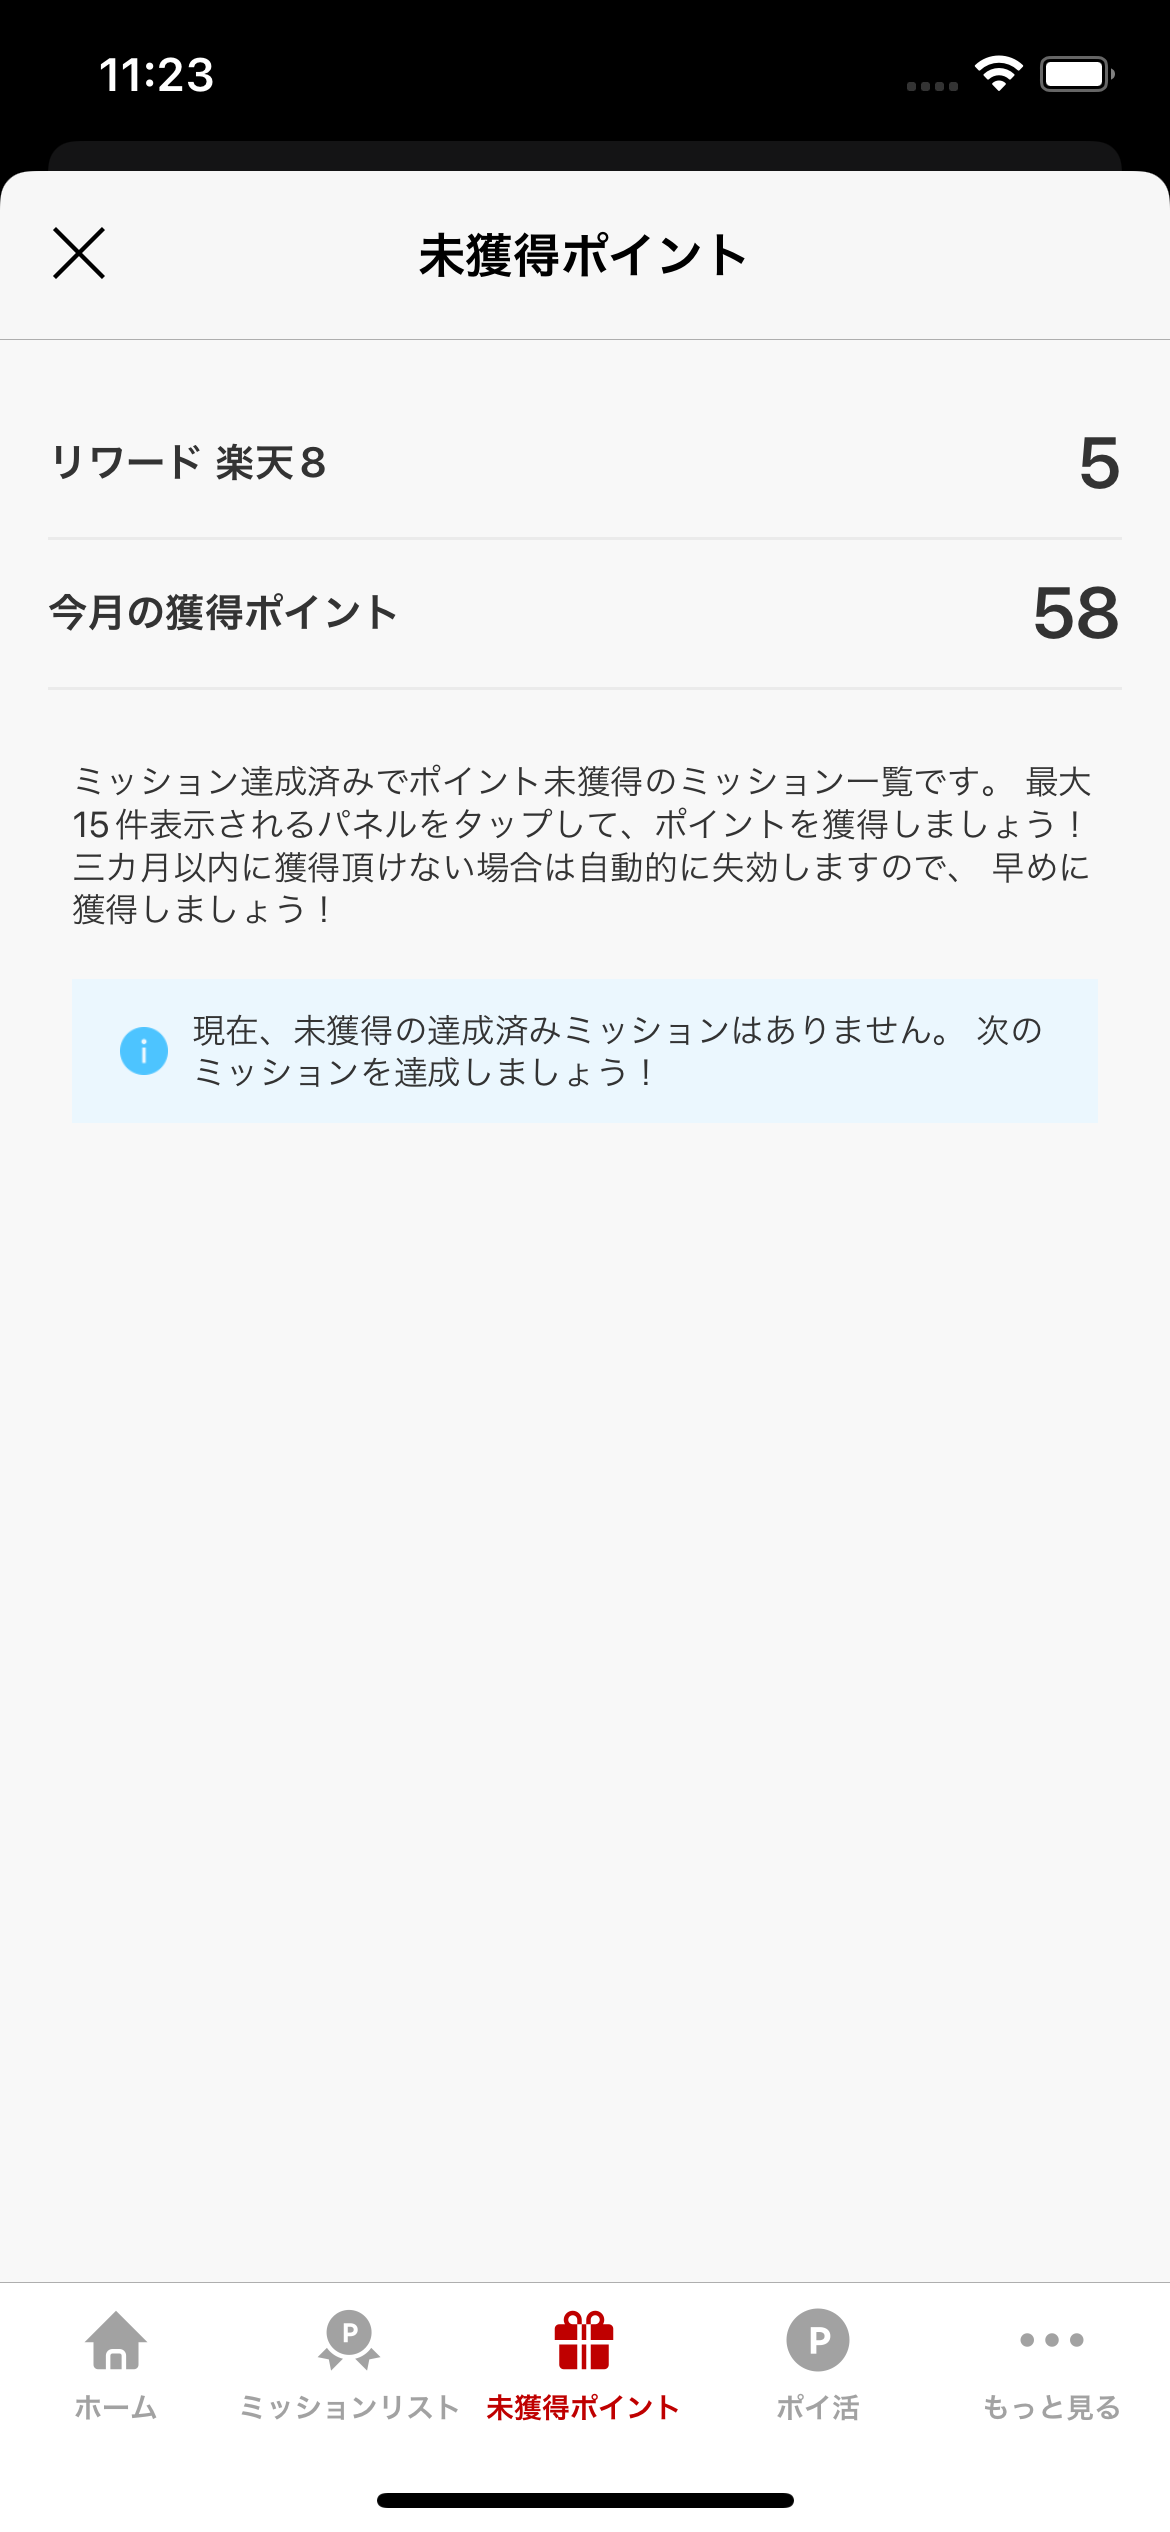 11:23
未獲得ポイント
リワード 楽天8 5
今月の獲得ポイント 58
ミッション達成済みでポイント未獲得のミッション一覧です。 最大
15件表示されるパネルをタップして、ポイントを獲得しましょう！
三カ月以内に獲得頂けない場合は自動的に失効しますので、 早めに
獲得しましょう！
現在、未獲得の達成済みミッションはありません。 次の
ミッションを達成しましょう！
P P
ホーム ミッションリスト 未獲得ポイント ポイ活 もっと見る